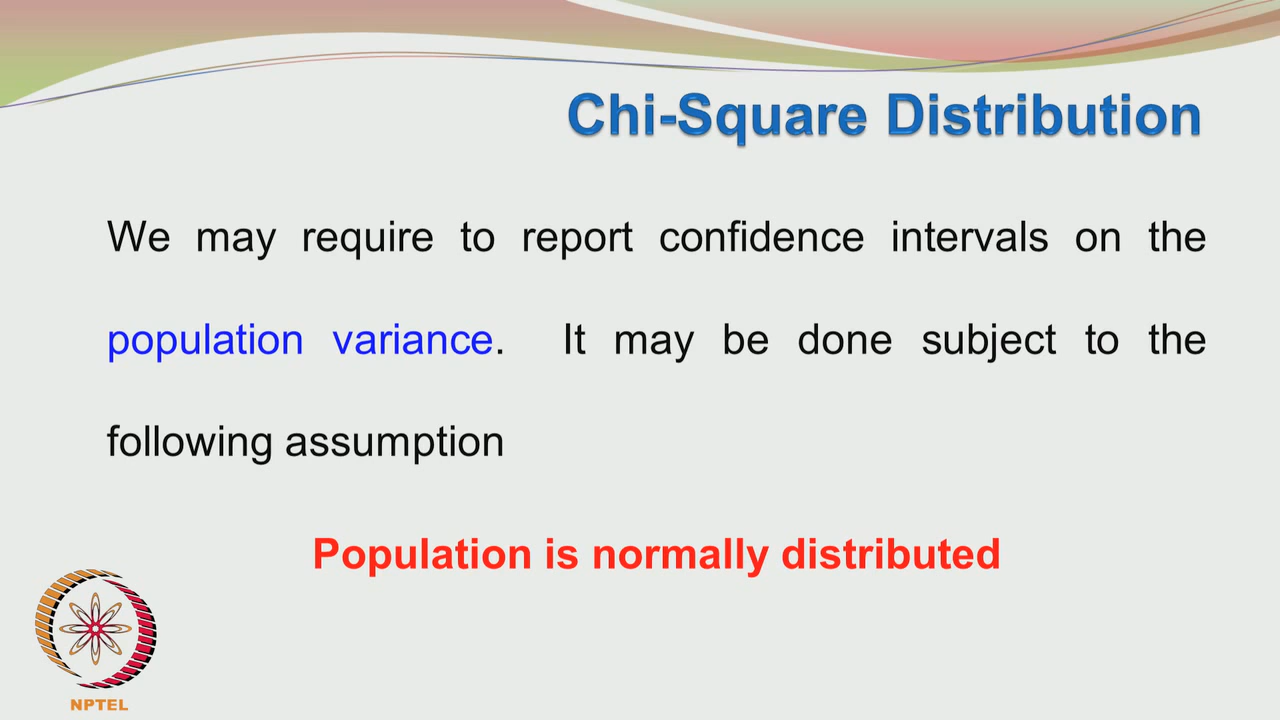 Chi-Square Distribution
We may require to report confidence intervals on the
population variance. It may be done subject to the
following assumption
Population is normally distributed
NPTEL